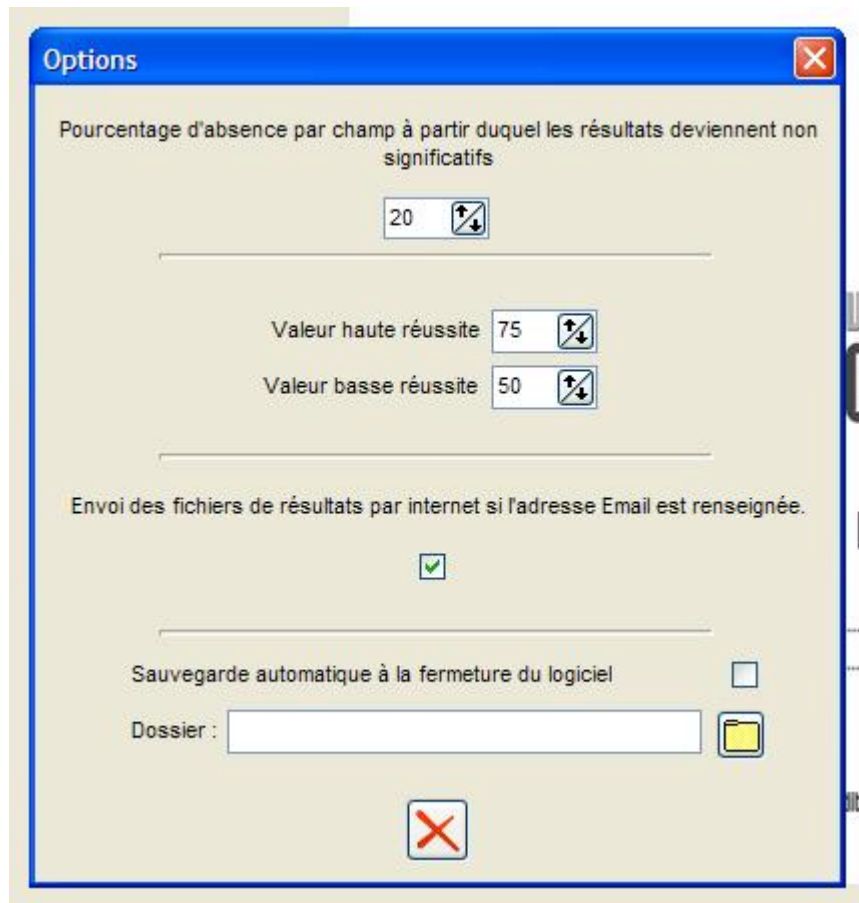 Options
Pourcentage d'absence par champ à partir duquel les résultats deviennent non
significatifs
20
Valeur haute réussite 75
Valeur basse réussite 50
Envoi des fichiers de résultats par internet si l'adresse Email est renseignée.
Sauvegarde automatique à la fermeture du logiciel
Dossier :